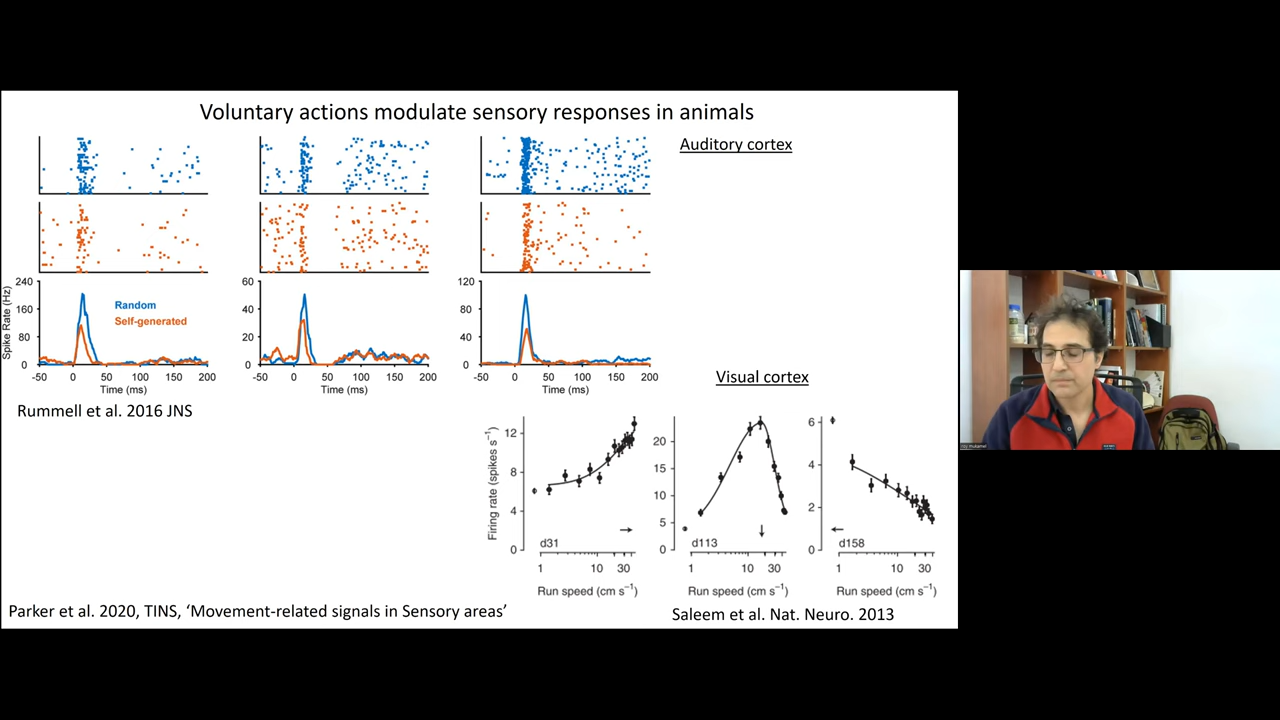 Voluntary actions modulate sensory responses in animals
Auditory cortex
240
160
80
0
Spike Rate (Hz)
Random
Self-generated
-50 0 50 100 150 200
Time (ms)
60
40
20
0
-50 0 50 100 150 200
Time (ms)
120
80
40
0
-50 0 50 100 150 200
Time (ms)
Rummell et al. 2016 JNS
Visual cortex
12
8
4
0
Firing rate (spikes s⁻¹)
d31
1 10 30
Run speed (cm s⁻¹)
20
15
10
5
0
d113
1 10 30
Run speed (cm s⁻¹)
6
4
2
0
d158
1 10 30
Run speed (cm s⁻¹)
Parker et al. 2020, TINS, ‘Movement-related signals in Sensory areas’
Saleem et al. Nat. Neuro. 2013